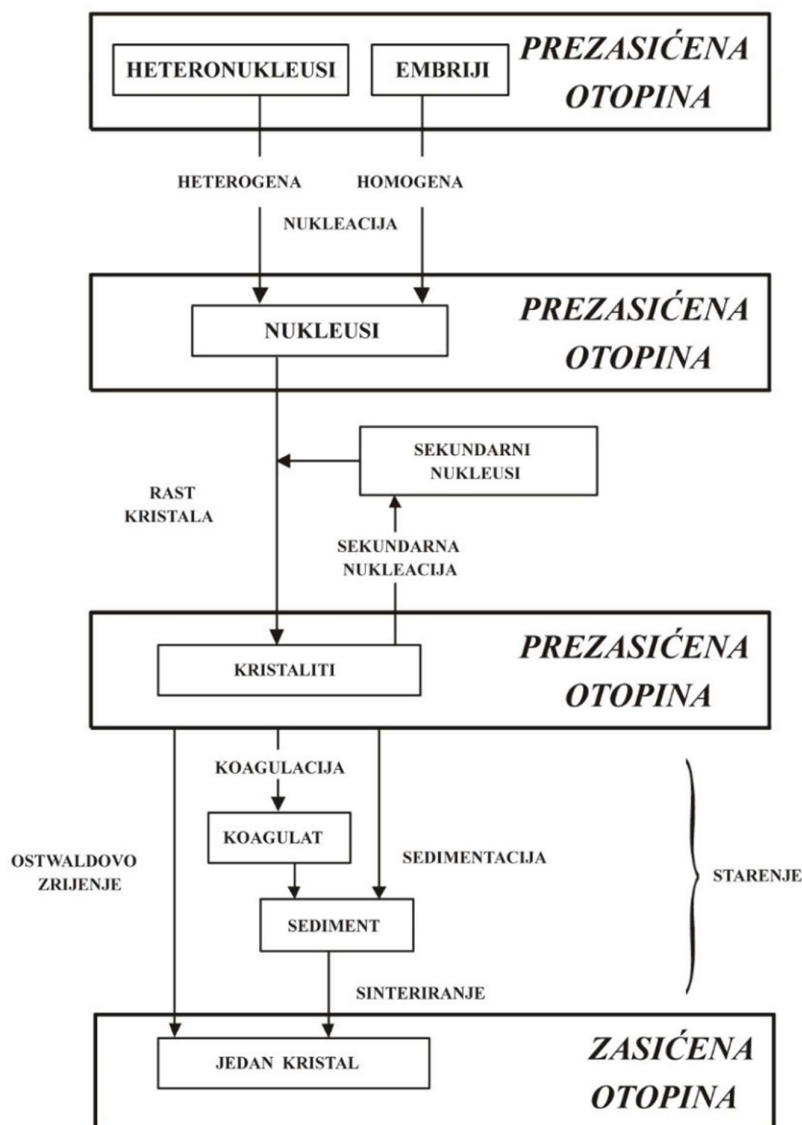 HETERONUKLEUSI
EMBRIJI
PREZASIĆENA
OTOPINA
HETEROGENA
HOMOGENA
NUKLEACIJA
NUKLEUSI
PREZASIĆENA
OTOPINA
SEKUNDARNI
NUKLEUSI
RAST
KRISTALA
SEKUNDARNA
NUKLEACIJA
KRISTALITI
PREZASIĆENA
OTOPINA
KOAGULACIJA
KOAGULAT
OSTWALDOVO
ZRIJENJE
SEDIMENTACIJA
STARENJE
SEDIMENT
SINTERIRANJE
JEDAN KRISTAL
ZASIĆENA
OTOPINA